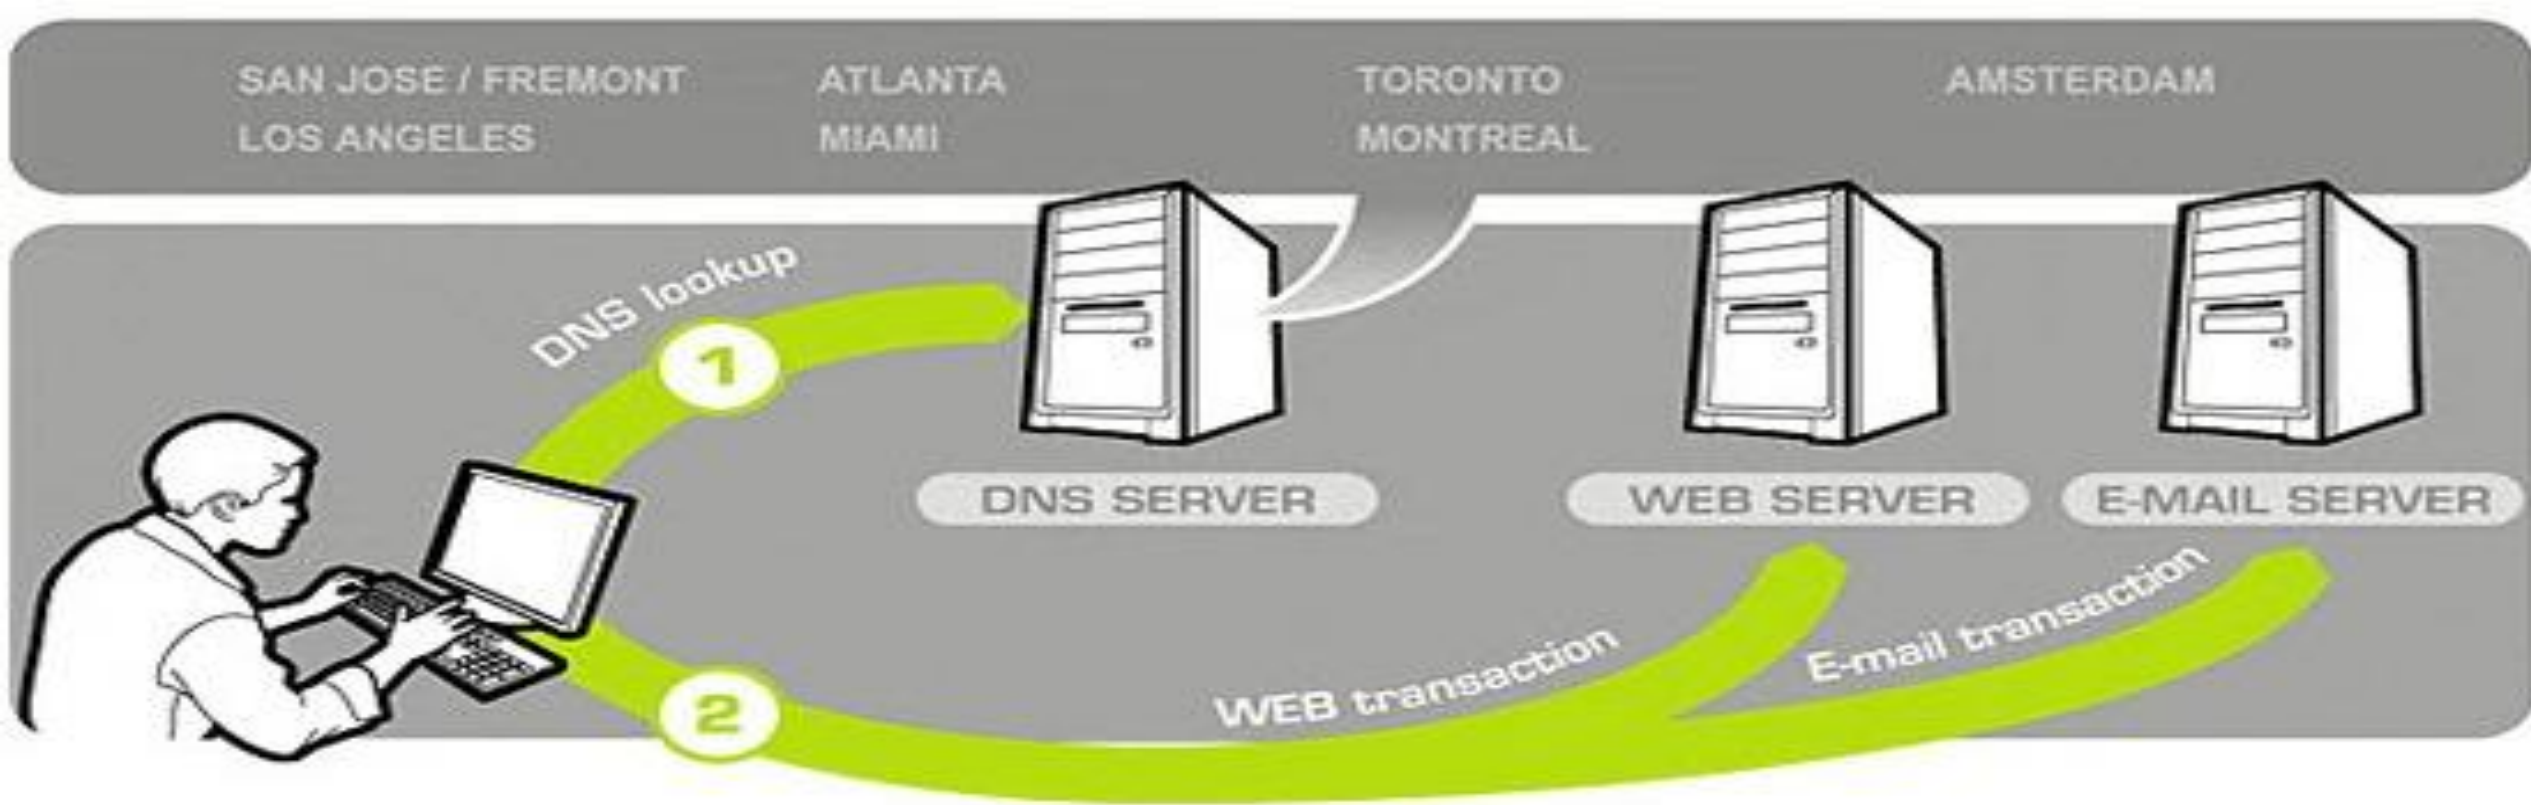 SAN JOSE / FREMONT
LOS ANGELES
ATLANTA
MIAMI
TORONTO
MONTREAL
AMSTERDAM
DNS lookup
1
DNS SERVER
WEB SERVER
E-MAIL SERVER
2
WEB transaction
E-mail transaction